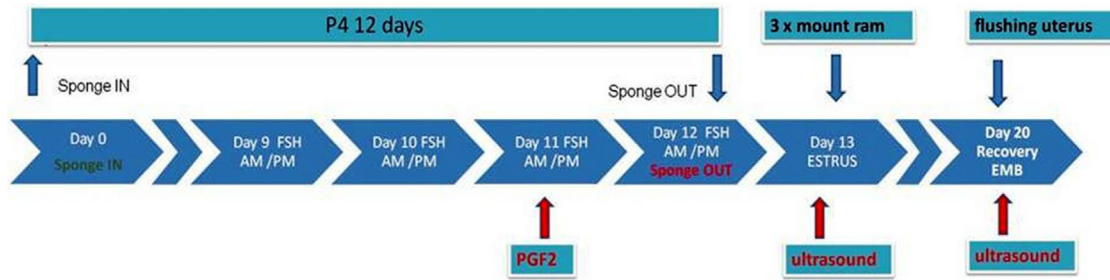 P4 12 days
3 x mount ram
flushing uterus
Sponge IN
Sponge OUT
Day 0
Sponge IN
Day 9 FSH
AM /PM
Day 10 FSH
AM /PM
Day 11 FSH
AM /PM
Day 12 FSH
AM /PM
Sponge OUT
Day 13
ESTRUS
Day 20
Recovery
EMB
PGF2
ultrasound
ultrasound